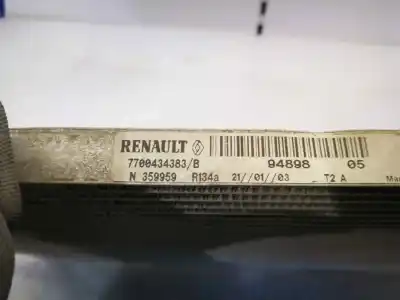 RENAULT 94898 05
7700434383/B
N 359959 R134a 21//01//03 T2 A